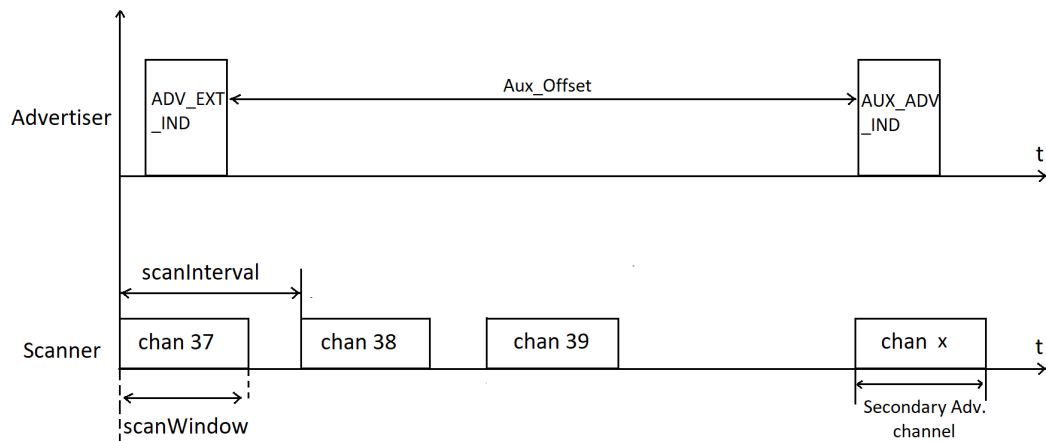 ADV_EXT
_IND
Aux_Offset
AUX_ADV
_IND
Advertiser
t
scanInterval
chan 37
chan 38
chan 39
chan x
Scanner
t
scanWindow
Secondary Adv.
channel